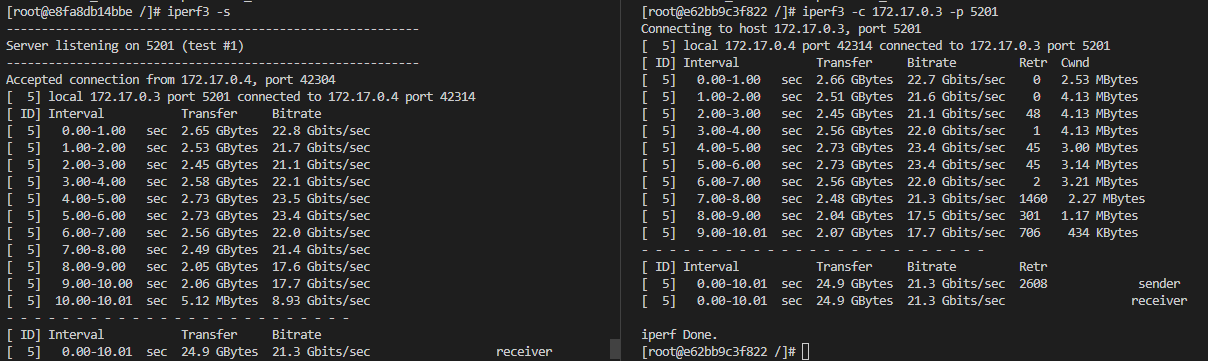 [root@e8fa8db14bbe /]# iperf3 -s
-----------------------------------------------------------
Server listening on 5201 (test #1)
-----------------------------------------------------------
Accepted connection from 172.17.0.4, port 42304
[  5] local 172.17.0.3 port 5201 connected to 172.17.0.4 port 42314
[ ID] Interval           Transfer     Bitrate
[  5]   0.00-1.00   sec  2.65 GBytes  22.8 Gbits/sec
[  5]   1.00-2.00   sec  2.53 GBytes  21.7 Gbits/sec
[  5]   2.00-3.00   sec  2.45 GBytes  21.1 Gbits/sec
[  5]   3.00-4.00   sec  2.58 GBytes  22.1 Gbits/sec
[  5]   4.00-5.00   sec  2.73 GBytes  23.5 Gbits/sec
[  5]   5.00-6.00   sec  2.73 GBytes  23.4 Gbits/sec
[  5]   6.00-7.00   sec  2.56 GBytes  22.0 Gbits/sec
[  5]   7.00-8.00   sec  2.49 GBytes  21.4 Gbits/sec
[  5]   8.00-9.00   sec  2.05 GBytes  17.6 Gbits/sec
[  5]   9.00-10.00  sec  2.06 GBytes  17.7 Gbits/sec
[  5]  10.00-10.01  sec  5.12 MBytes  8.93 Gbits/sec
- - - - - - - - - - - - - - - - - - - - - - - - -
[ ID] Interval           Transfer     Bitrate
[  5]   0.00-10.01  sec  24.9 GBytes  21.3 Gbits/sec                  receiver
[root@e62bb9c3f822 /]# iperf3 -c 172.17.0.3 -p 5201
Connecting to host 172.17.0.3, port 5201
[  5] local 172.17.0.4 port 42314 connected to 172.17.0.3 port 5201
[ ID] Interval           Transfer     Bitrate         Retr  Cwnd
[  5]   0.00-1.00   sec  2.66 GBytes  22.7 Gbits/sec    0   2.53 MBytes
[  5]   1.00-2.00   sec  2.51 GBytes  21.6 Gbits/sec    0   4.13 MBytes
[  5]   2.00-3.00   sec  2.45 GBytes  21.1 Gbits/sec   48   4.13 MBytes
[  5]   3.00-4.00   sec  2.56 GBytes  22.0 Gbits/sec    1   4.13 MBytes
[  5]   4.00-5.00   sec  2.73 GBytes  23.4 Gbits/sec   45   3.00 MBytes
[  5]   5.00-6.00   sec  2.73 GBytes  23.4 Gbits/sec   45   3.14 MBytes
[  5]   6.00-7.00   sec  2.56 GBytes  22.0 Gbits/sec    2   3.21 MBytes
[  5]   7.00-8.00   sec  2.48 GBytes  21.3 Gbits/sec  1460   2.27 MBytes
[  5]   8.00-9.00   sec  2.04 GBytes  17.5 Gbits/sec  301   1.17 MBytes
[  5]   9.00-10.01  sec  2.07 GBytes  17.7 Gbits/sec  706    434 KBytes
- - - - - - - - - - - - - - - - - - - - - - - - -
[ ID] Interval           Transfer     Bitrate         Retr
[  5]   0.00-10.01  sec  24.9 GBytes  21.3 Gbits/sec  2608             sender
[  5]   0.00-10.01  sec  24.9 GBytes  21.3 Gbits/sec                  receiver
iperf Done.
[root@e62bb9c3f822 /]#